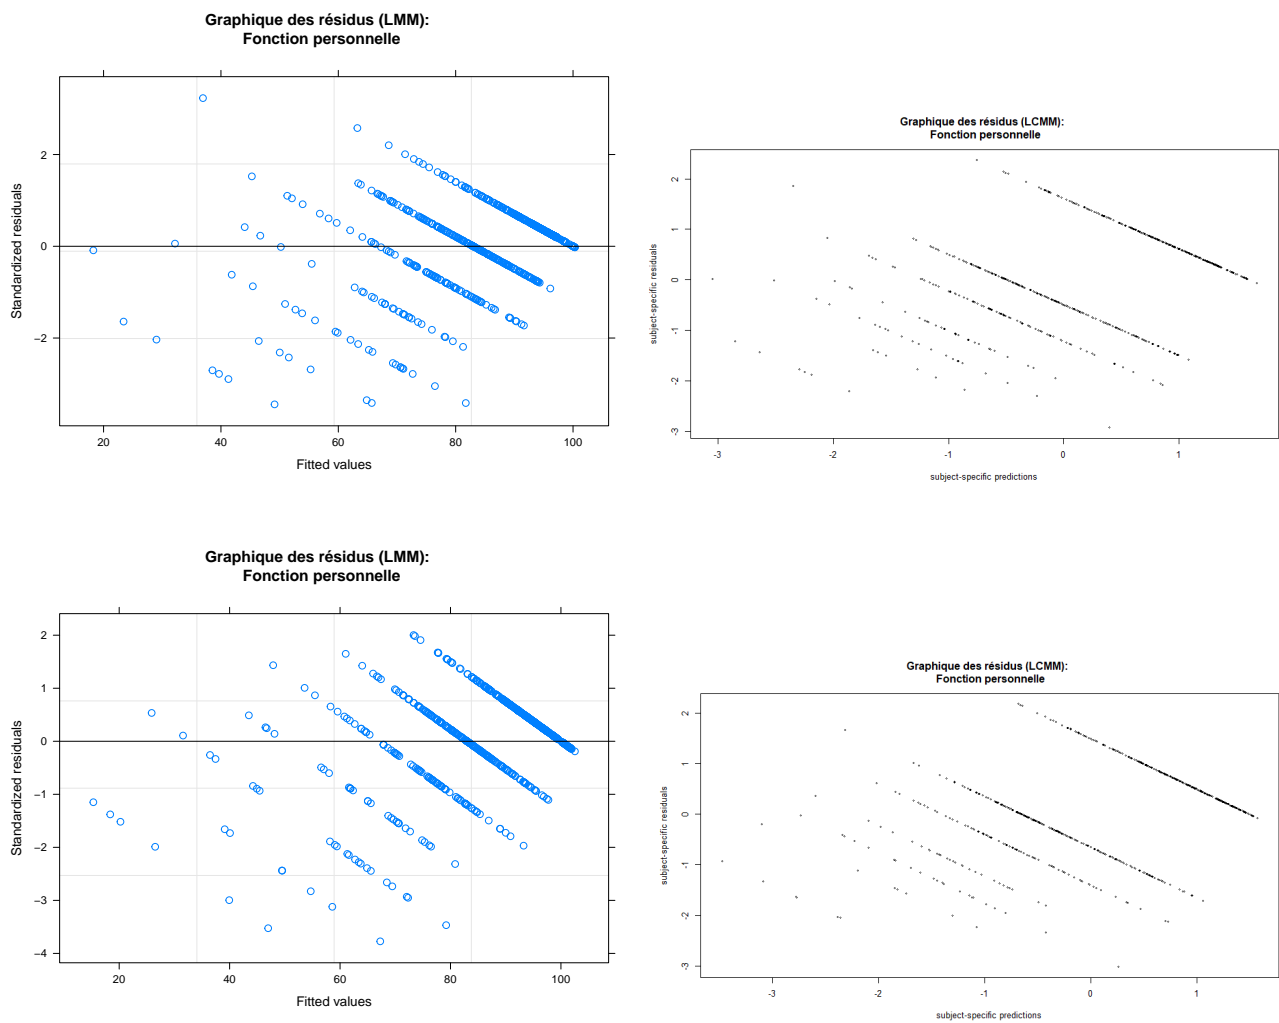 Graphique des résidus (LMM):
Fonction personnelle
2
0
−2
Standardized residuals
20 40 60 80 100
Fitted values
Graphique des résidus (LCMM):
Fonction personnelle
2
1
0
-1
-2
-3
subject-specific residuals
-3 -2 -1 0 1
subject-specific predictions
Graphique des résidus (LMM):
Fonction personnelle
2
1
0
−1
−2
−3
−4
Standardized residuals
20 40 60 80 100
Fitted values
Graphique des résidus (LCMM):
Fonction personnelle
2
1
0
-1
-2
-3
subject-specific residuals
-3 -2 -1 0 1
subject-specific predictions